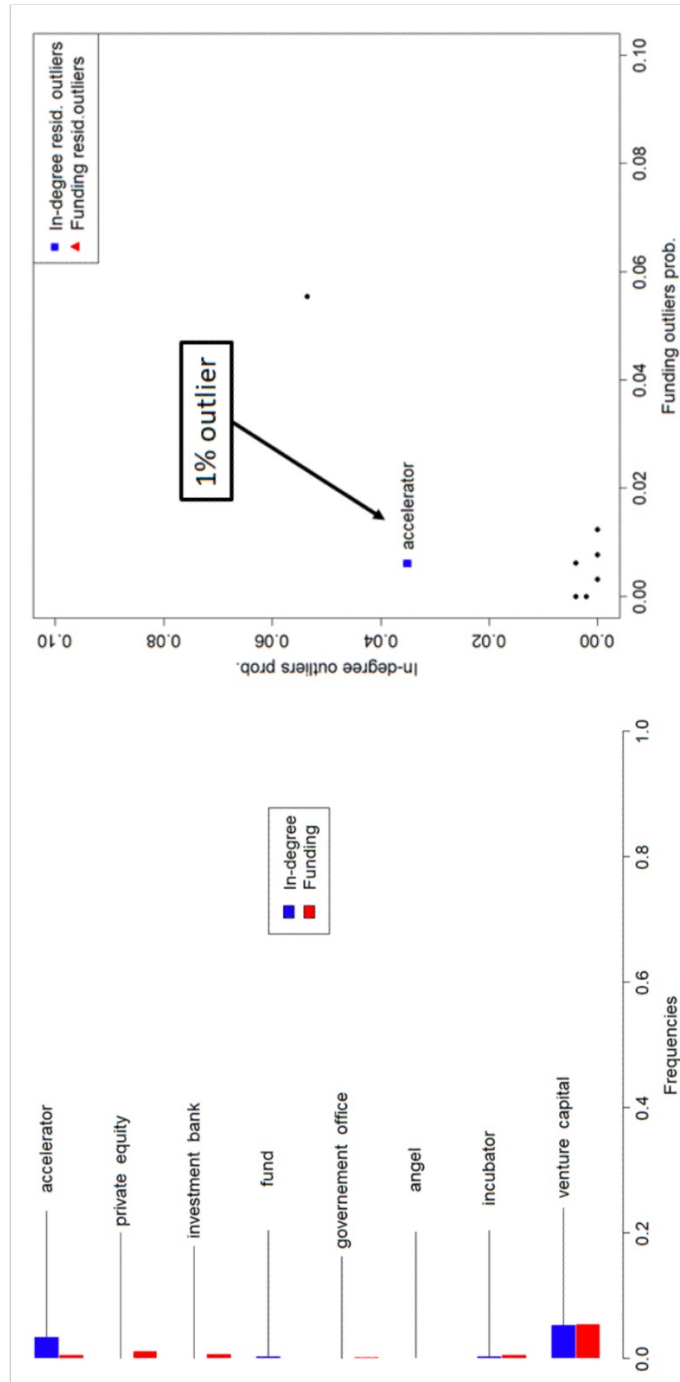 accelerator
private equity
investment bank
fund
governement office
angel
incubator
venture capital
In-degree
Funding
0.0 0.2 0.4 0.6 0.8 1.0
Frequencies
In-degree resid. outliers
Funding resid.outliers
1% outlier
accelerator
In-degree outliers prob.
0.10
0.08
0.06
0.04
0.02
0.00
0.00 0.02 0.04 0.06 0.08 0.10
Funding outliers prob.